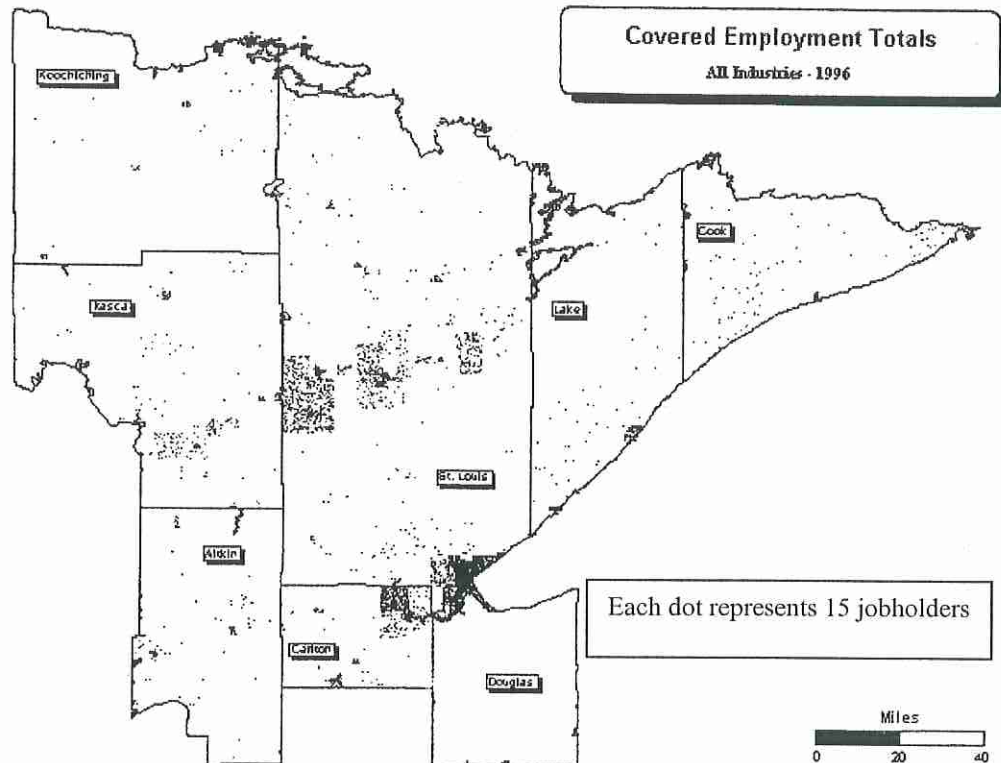 Covered Employment Totals
All Industries - 1996
Koochiching
Cook
Itasca
Lake
St. Louis
Aitkin
Each dot represents 15 jobholders
Carlton
Douglas
Miles
0 20 40